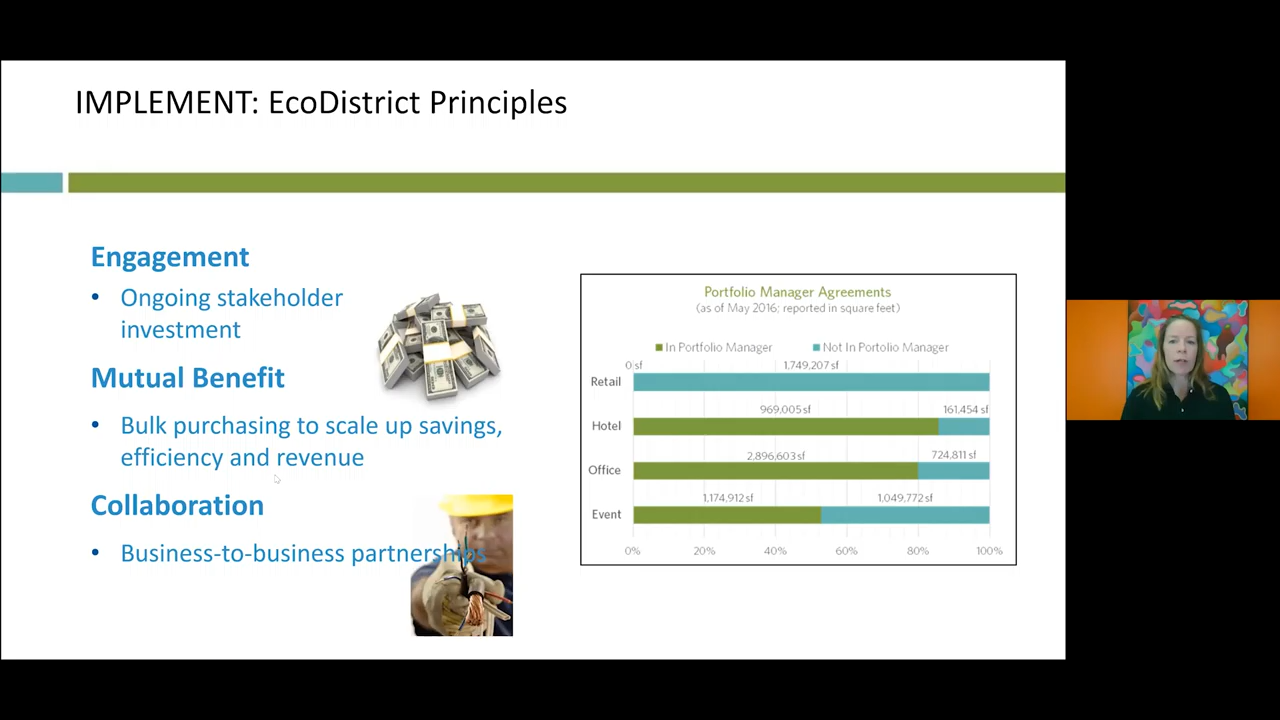 IMPLEMENT: EcoDistrict Principles
Engagement
• Ongoing stakeholder
investment
Mutual Benefit
• Bulk purchasing to scale up savings,
efficiency and revenue
Collaboration
• Business-to-business partnerships
Portfolio Manager Agreements
(as of May 2016; reported in square feet)
In Portfolio Manager Not In Portolio Manager
0 sf 1,749,207 sf
Retail
969,005 sf 161,454 sf
Hotel
2,896,603 sf 724,811 sf
Office
1,174,912 sf 1,049,772 sf
Event
0% 20% 40% 60% 80% 100%